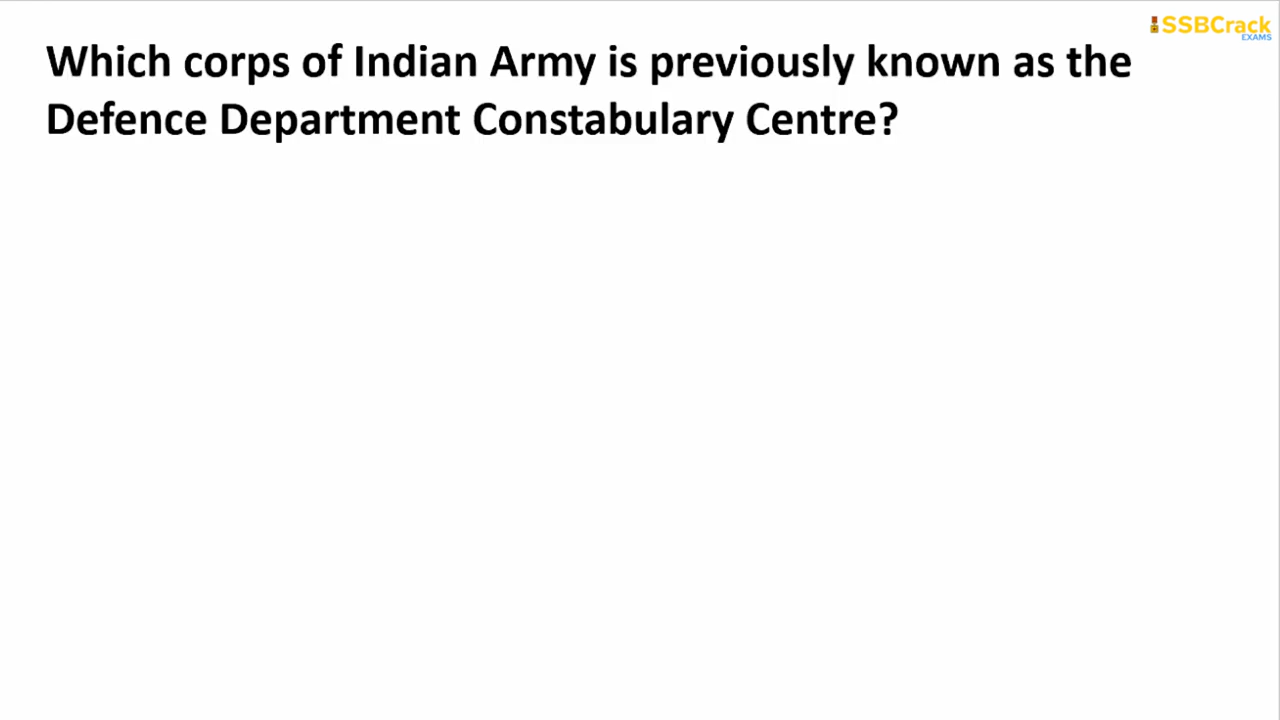 SSBCrack
EXAMS
Which corps of Indian Army is previously known as the
Defence Department Constabulary Centre?